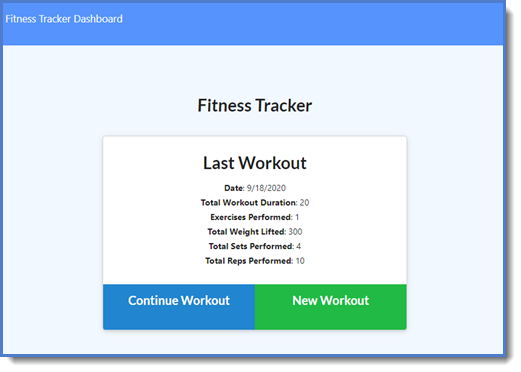 Fitness Tracker Dashboard
Fitness Tracker
Last Workout
Date: 9/18/2020
Total Workout Duration: 20
Exercises Performed: 1
Total Weight Lifted: 300
Total Sets Performed: 4
Total Reps Performed: 10
Continue Workout New Workout